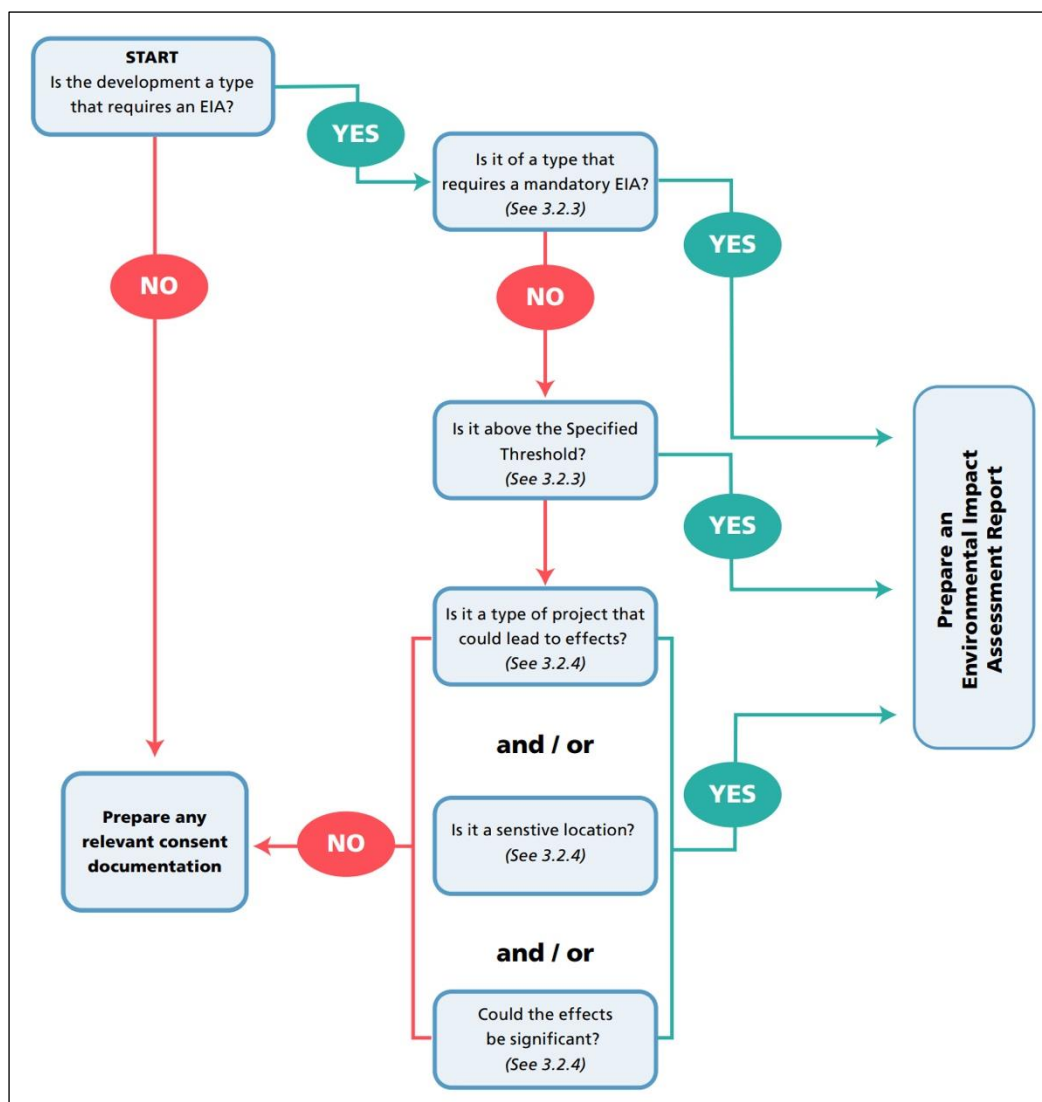 START
Is the development a type
that requires an EIA?
YES
Is it of a type that
requires a mandatory EIA?
(See 3.2.3)
YES
NO
NO
Is it above the Specified
Threshold?
(See 3.2.3)
YES
Prepare an
Environmental Impact
Assessment Report
Is it a type of project that
could lead to effects?
(See 3.2.4)
and / or
YES
Prepare any
relevant consent
documentation
NO
Is it a senstive location?
(See 3.2.4)
and / or
Could the effects
be significant?
(See 3.2.4)